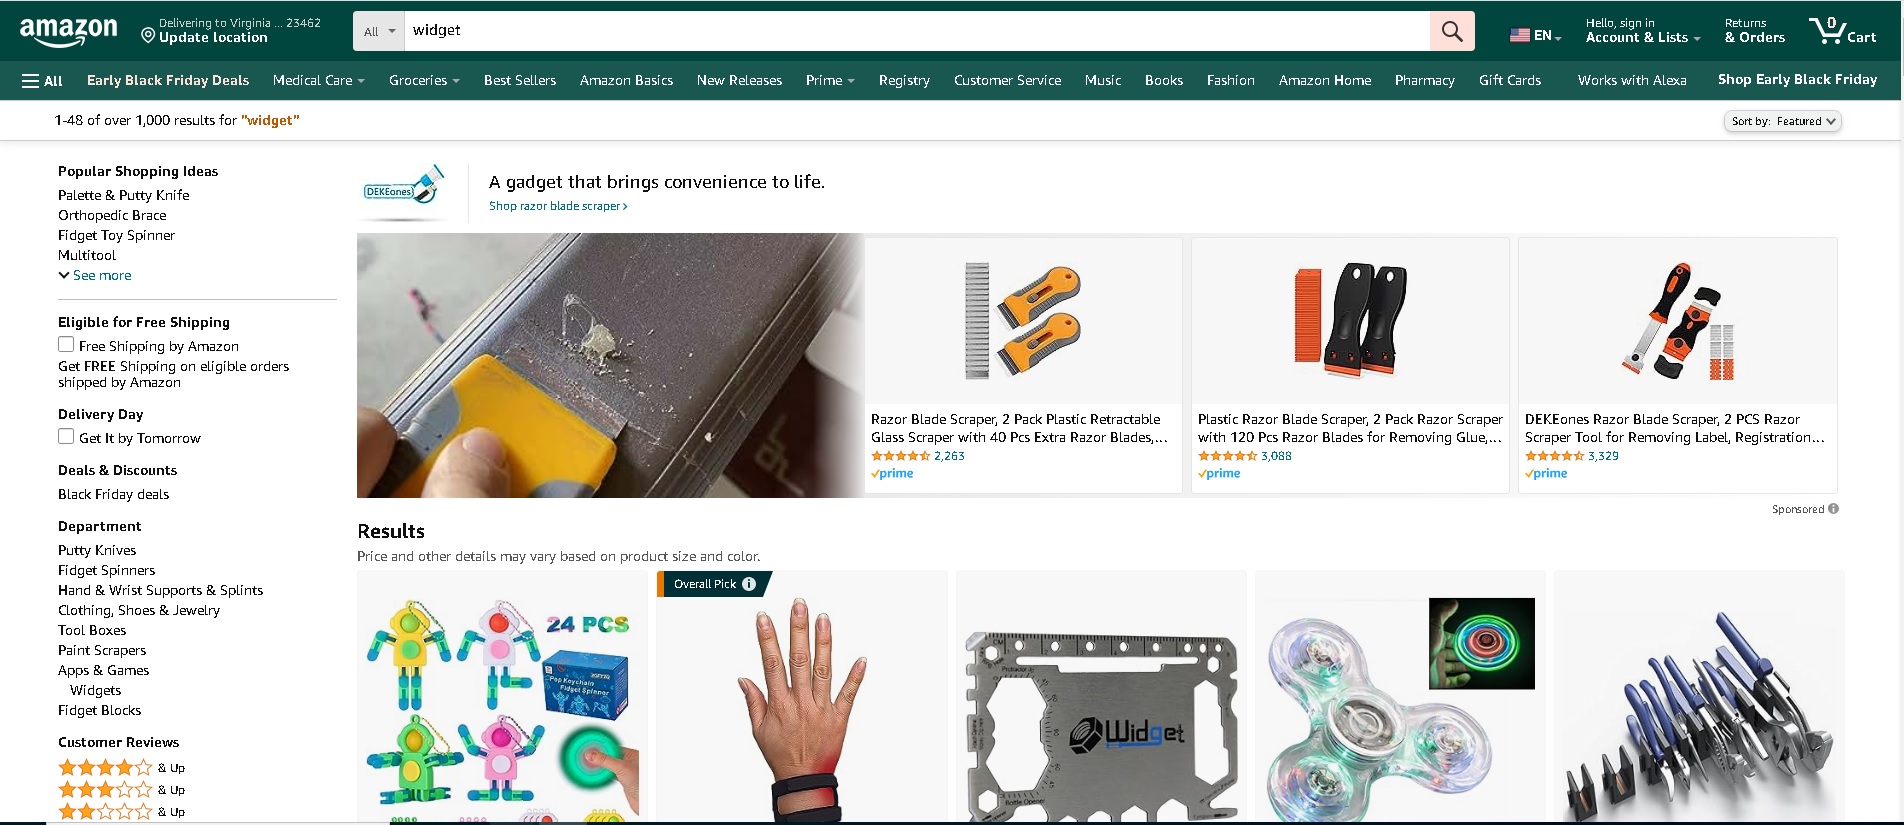 amazon
Delivering to Virginia ... 23462
Update location
All
widget
EN
Hello, sign in
Account & Lists
Returns
& Orders
0
Cart
All
Early Black Friday Deals
Medical Care
Groceries
Best Sellers
Amazon Basics
New Releases
Prime
Registry
Customer Service
Music
Books
Fashion
Amazon Home
Pharmacy
Gift Cards
Works with Alexa
Shop Early Black Friday
1-48 of over 1,000 results for "widget"
Sort by: Featured
Popular Shopping Ideas
Palette & Putty Knife
Orthopedic Brace
Fidget Toy Spinner
Multitool
See more
Eligible for Free Shipping
Free Shipping by Amazon
Get FREE Shipping on eligible orders
shipped by Amazon
Delivery Day
Get It by Tomorrow
Deals & Discounts
Black Friday deals
Department
Putty Knives
Fidget Spinners
Hand & Wrist Supports & Splints
Clothing, Shoes & Jewelry
Tool Boxes
Paint Scrapers
Apps & Games
Widgets
Fidget Blocks
Customer Reviews
& Up
& Up
& Up
DEKEones
A gadget that brings convenience to life.
Shop razor blade scraper
Razor Blade Scraper, 2 Pack Plastic Retractable
Glass Scraper with 40 Pcs Extra Razor Blades,...
2,263
prime
Plastic Razor Blade Scraper, 2 Pack Razor Scraper
with 120 Pcs Razor Blades for Removing Glue,...
3,088
prime
DEKEones Razor Blade Scraper, 2 PCS Razor
Scraper Tool for Removing Label, Registration...
3,329
prime
Sponsored
Results
Price and other details may vary based on product size and color.
24 PCS
Pop Keychain
Fidget Spinner
Overall Pick
Widget
Bottle Opener